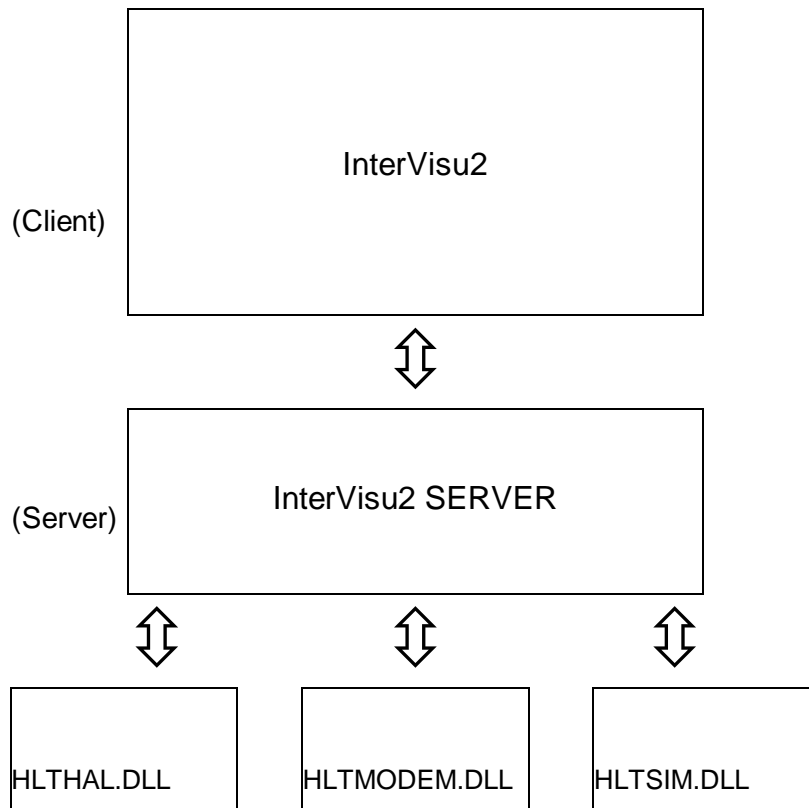 InterVisu2
(Client)
InterVisu2 SERVER
(Server)
HLTHAL.DLL
HLTMODEM.DLL
HLTSIM.DLL